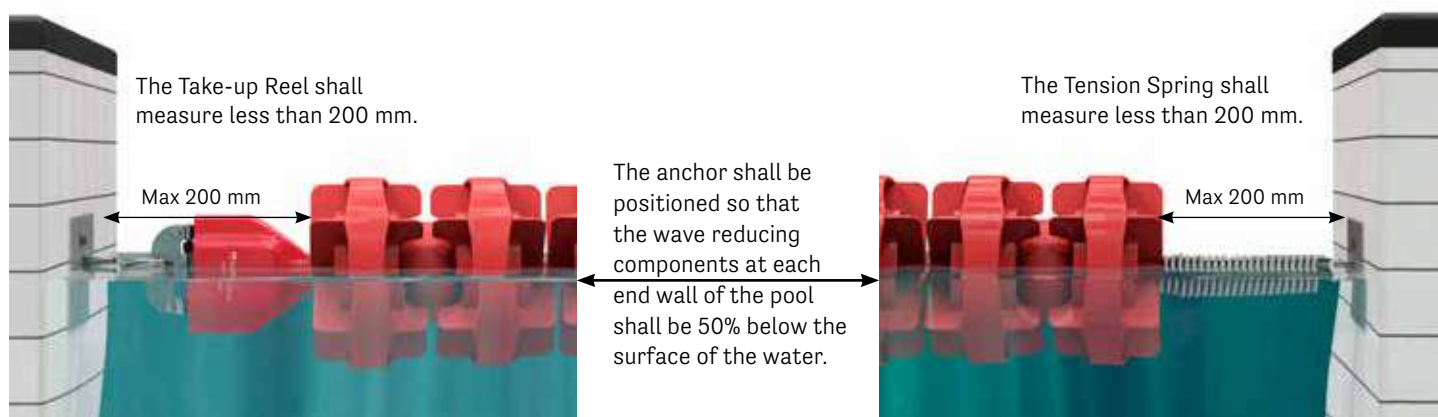 The Take-up Reel shall
measure less than 200 mm.
Max 200 mm
The anchor shall be
positioned so that
the wave reducing
components at each
end wall of the pool
shall be 50% below the
surface of the water.
The Tension Spring shall
measure less than 200 mm.
Max 200 mm